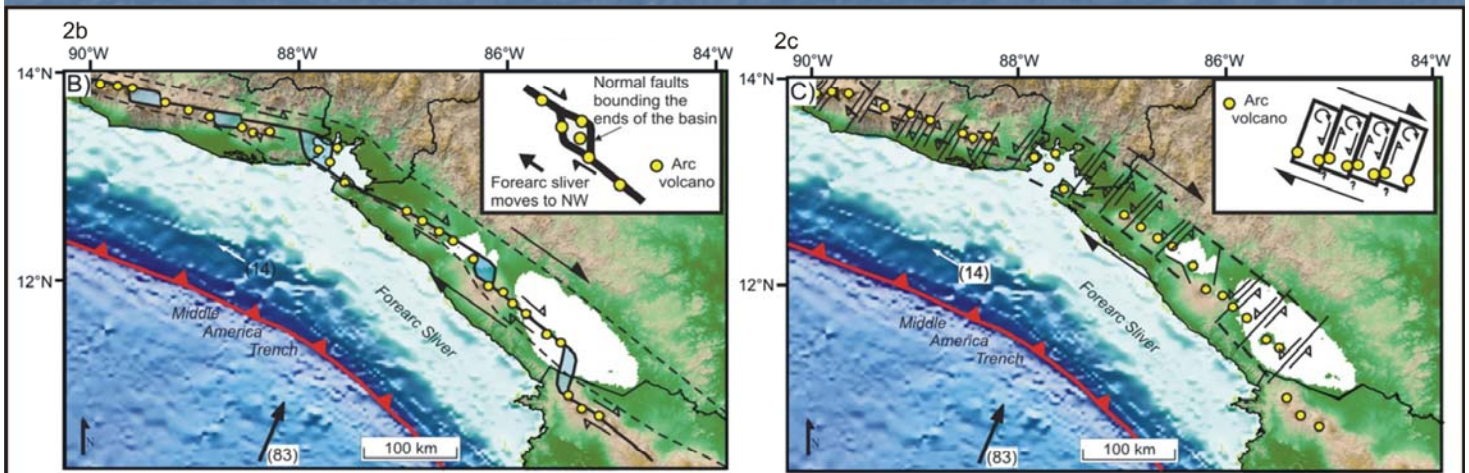 2b
90°W
88°W
86°W
84°W
14°N
12°N
B)
Normal faults
bounding the
ends of the basin
Arc
volcano
Forearc sliver
moves to NW
(14)
Forearc Sliver
Middle
America
Trench
(83)
100 km
N
2c
90°W
88°W
86°W
84°W
14°N
12°N
C)
Arc
volcano
?
?
?
(14)
Forearc Sliver
Middle
America
Trench
(83)
100 km
N